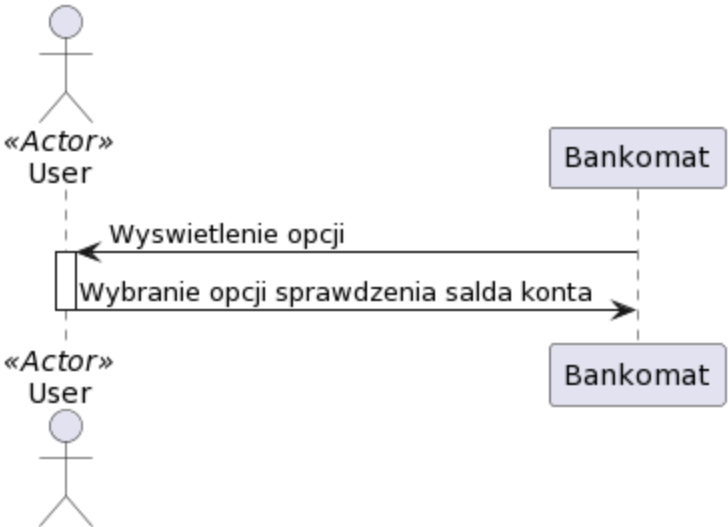 «Actor»
User
Bankomat
Wyswietlenie opcji
Wybranie opcji sprawdzenia salda konta
«Actor»
User
Bankomat